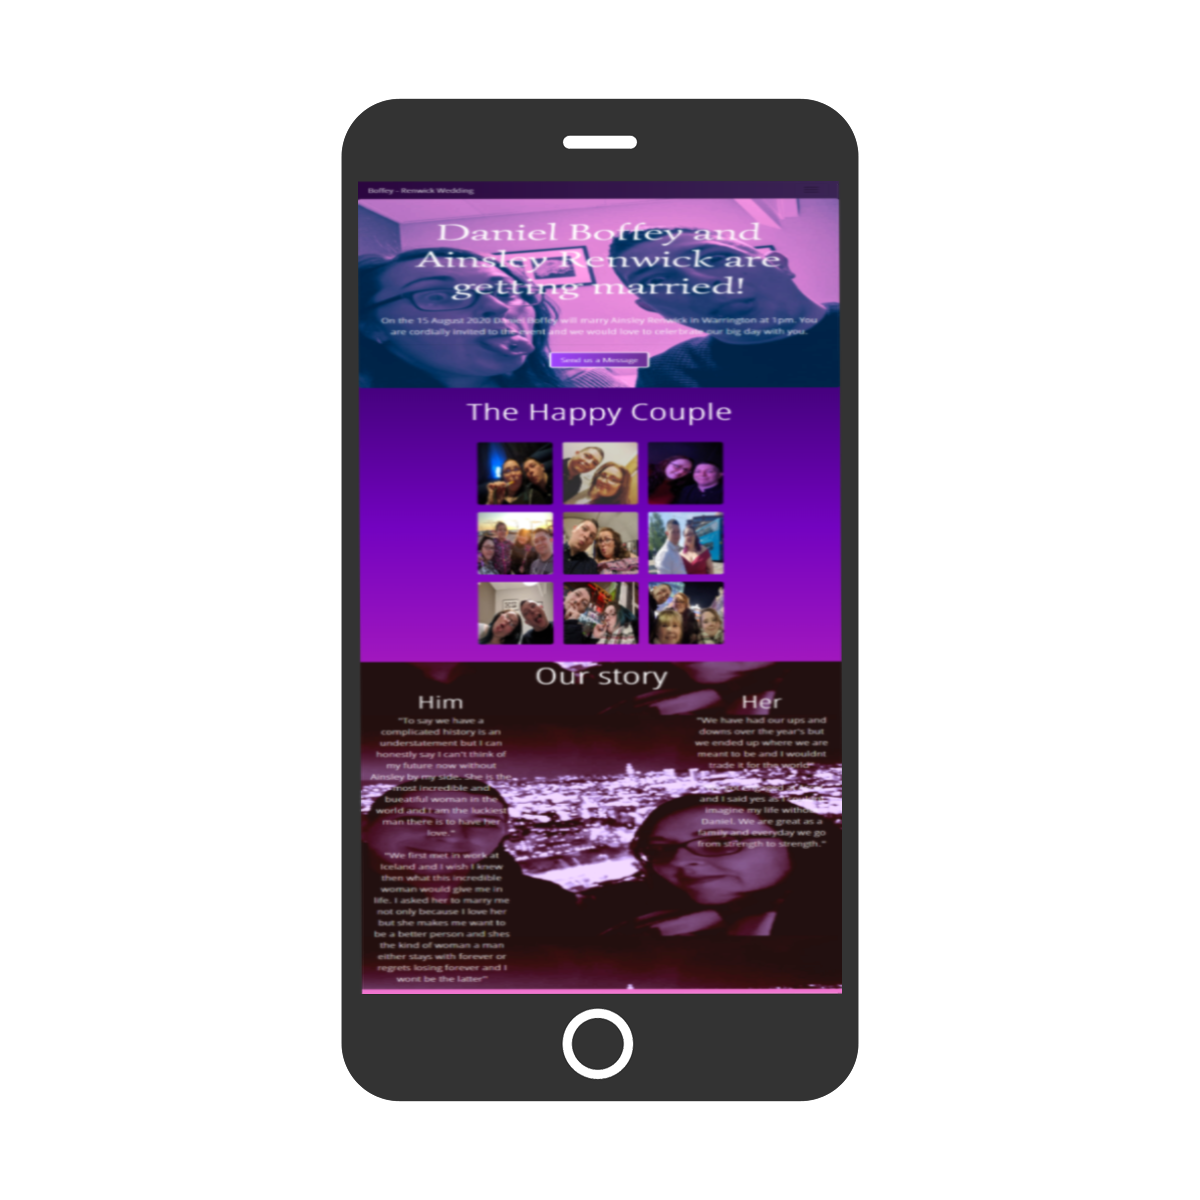 Boffey - Renwick Wedding
Daniel Boffey and
Ainsley Renwick are
getting married!
On the 15 August 2020 Daniel Boffey will marry Ainsley Renwick in Warrington at 1pm. You
are cordially invited to the event and we would love to celebrate our big day with you.
Send us a Message
The Happy Couple
Our story
Him
"To say we have a
complicated history is an
understatement but I can
honestly say I can't think of
my future now without
Ainsley by my side. She is the
most incredible and
bueatiful woman in the
world and I am the luckiest
man there is to have her
love."
"We first met in work at
Iceland and I wish I knew
then what this incredible
woman would give me in
life. I asked her to marry me
not only because I love her
but she makes me want to
be a better person and shes
the kind of woman a man
either stays with forever or
regrets losing forever and I
wont be the latter"
Her
"We have had our ups and
downs over the year's but
we ended up where we are
meant to be and I wouldnt
trade it for the world"
and I said yes as I
imagine my life without
Daniel. We are great as a
family and everyday we go
from strength to strength."